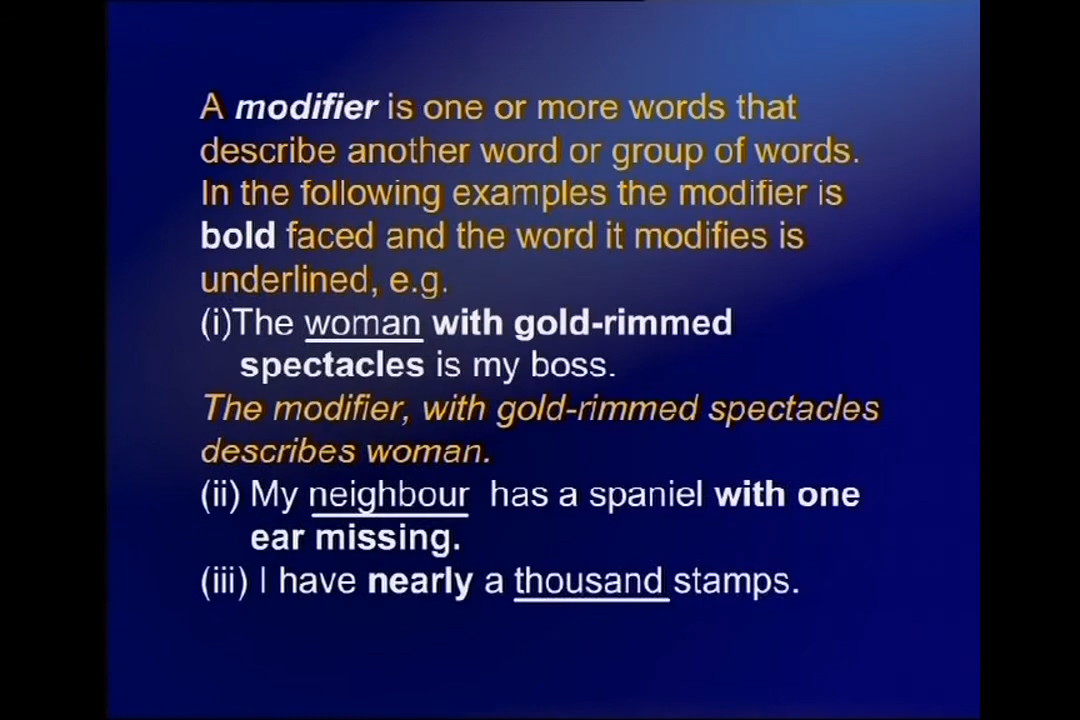 A modifier is one or more words that
describe another word or group of words.
In the following examples the modifier is
bold faced and the word it modifies is
underlined, e.g.
(i)The woman with gold-rimmed
spectacles is my boss.
The modifier, with gold-rimmed spectacles
describes woman.
(ii) My neighbour has a spaniel with one
ear missing.
(iii) I have nearly a thousand stamps.